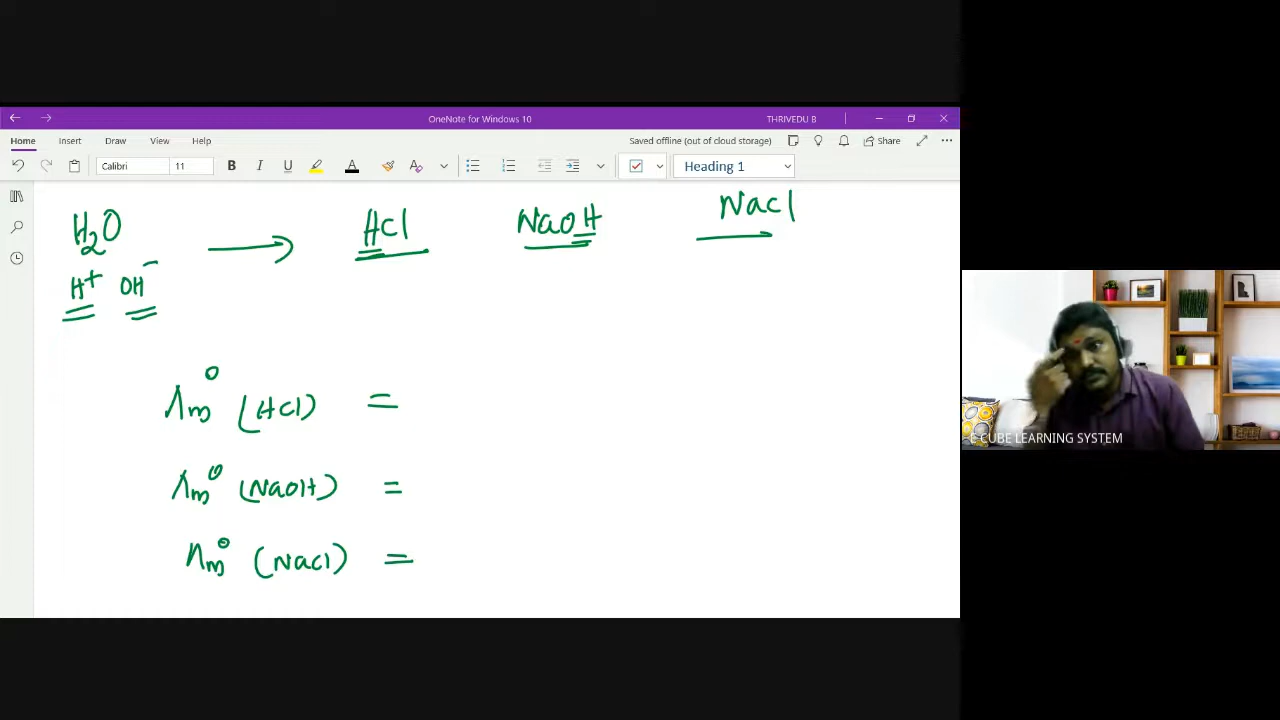 OneNote for Windows 10
THRIVEDU B
Home Insert Draw View Help
Saved offline (out of cloud storage)
Share
Calibri 11 B I U A A Heading 1
H2O → HCl NaOH NaCl
H+ OH−
Λm° (HCl) =
Λm° (NaOH) =
Λm° (NaCl) =
E CUBE LEARNING SYSTEM